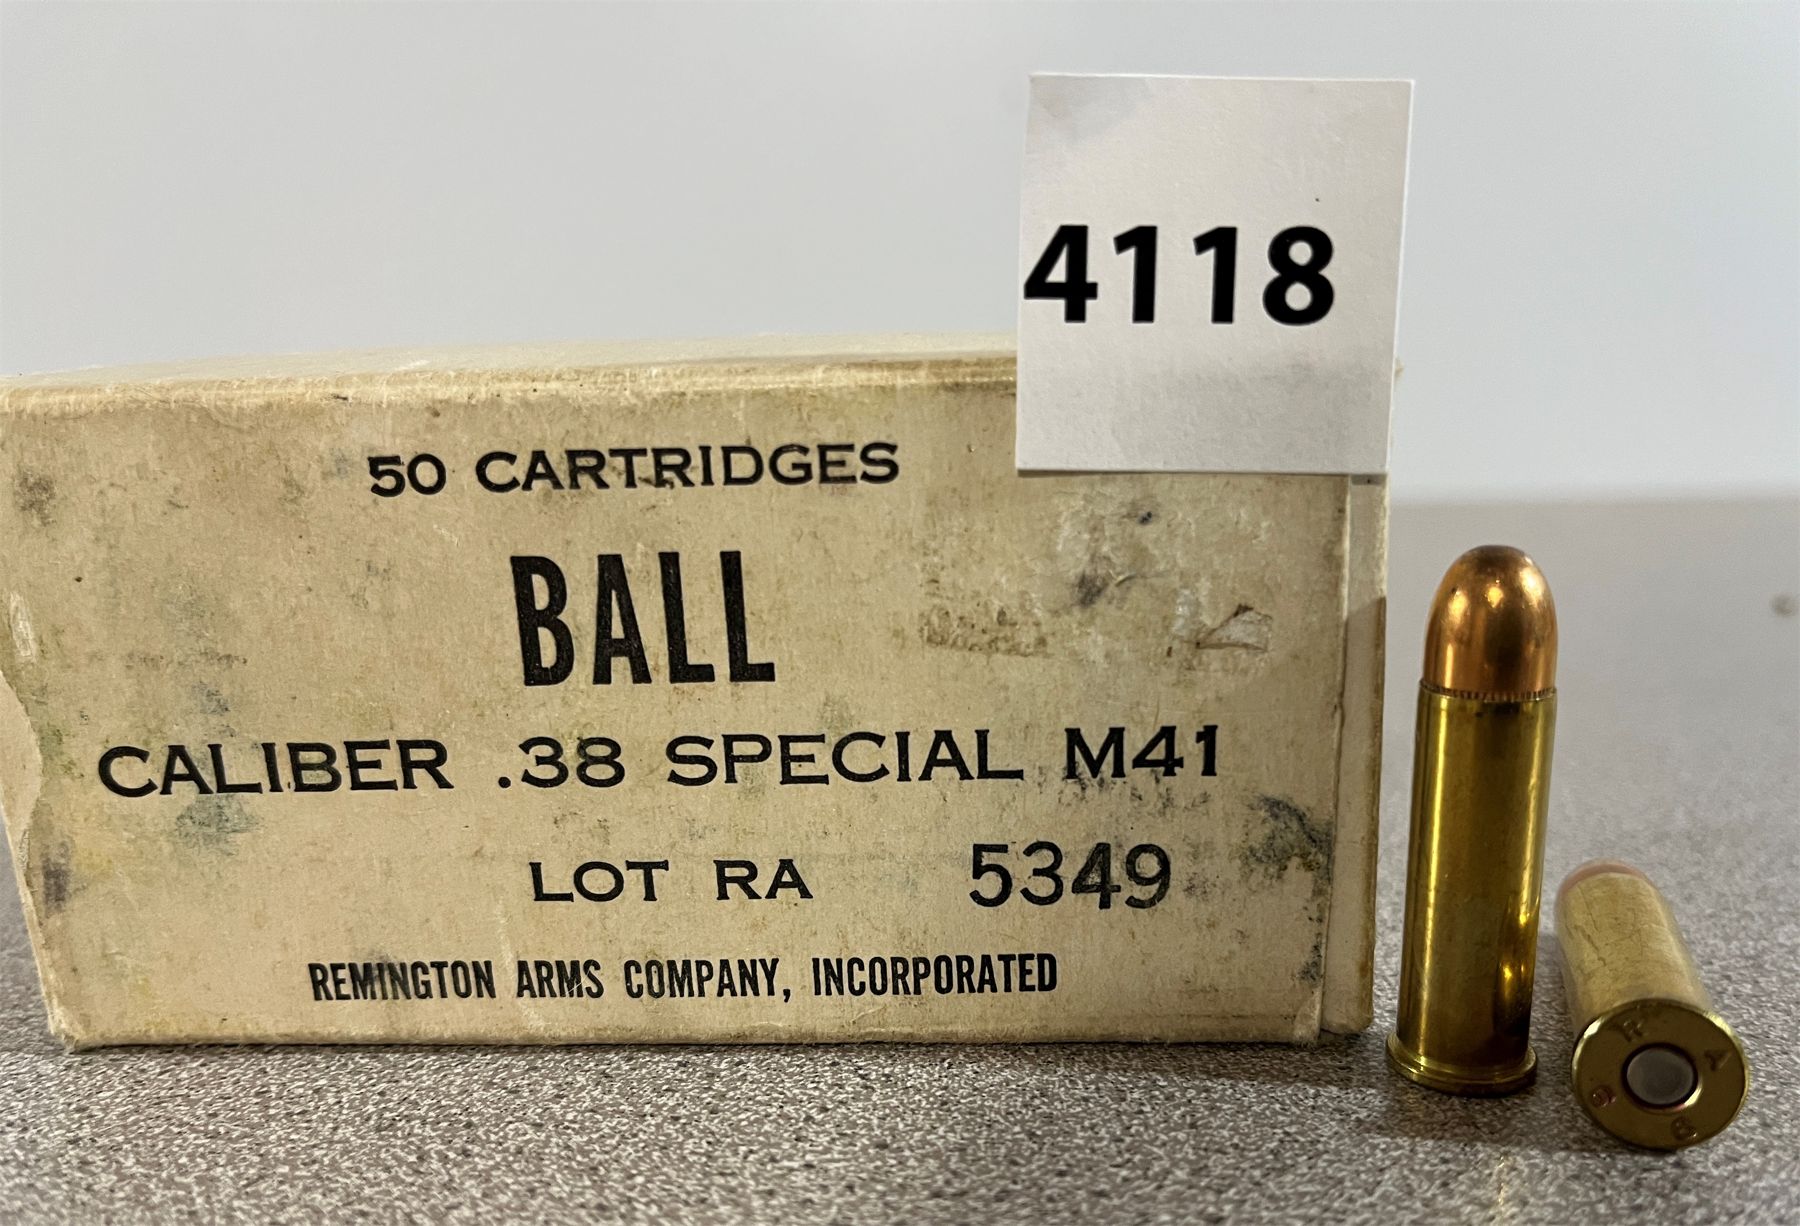 4118
50 CARTRIDGES
BALL
CALIBER .38 SPECIAL M41
LOT RA 5349
REMINGTON ARMS COMPANY, INCORPORATED
R A